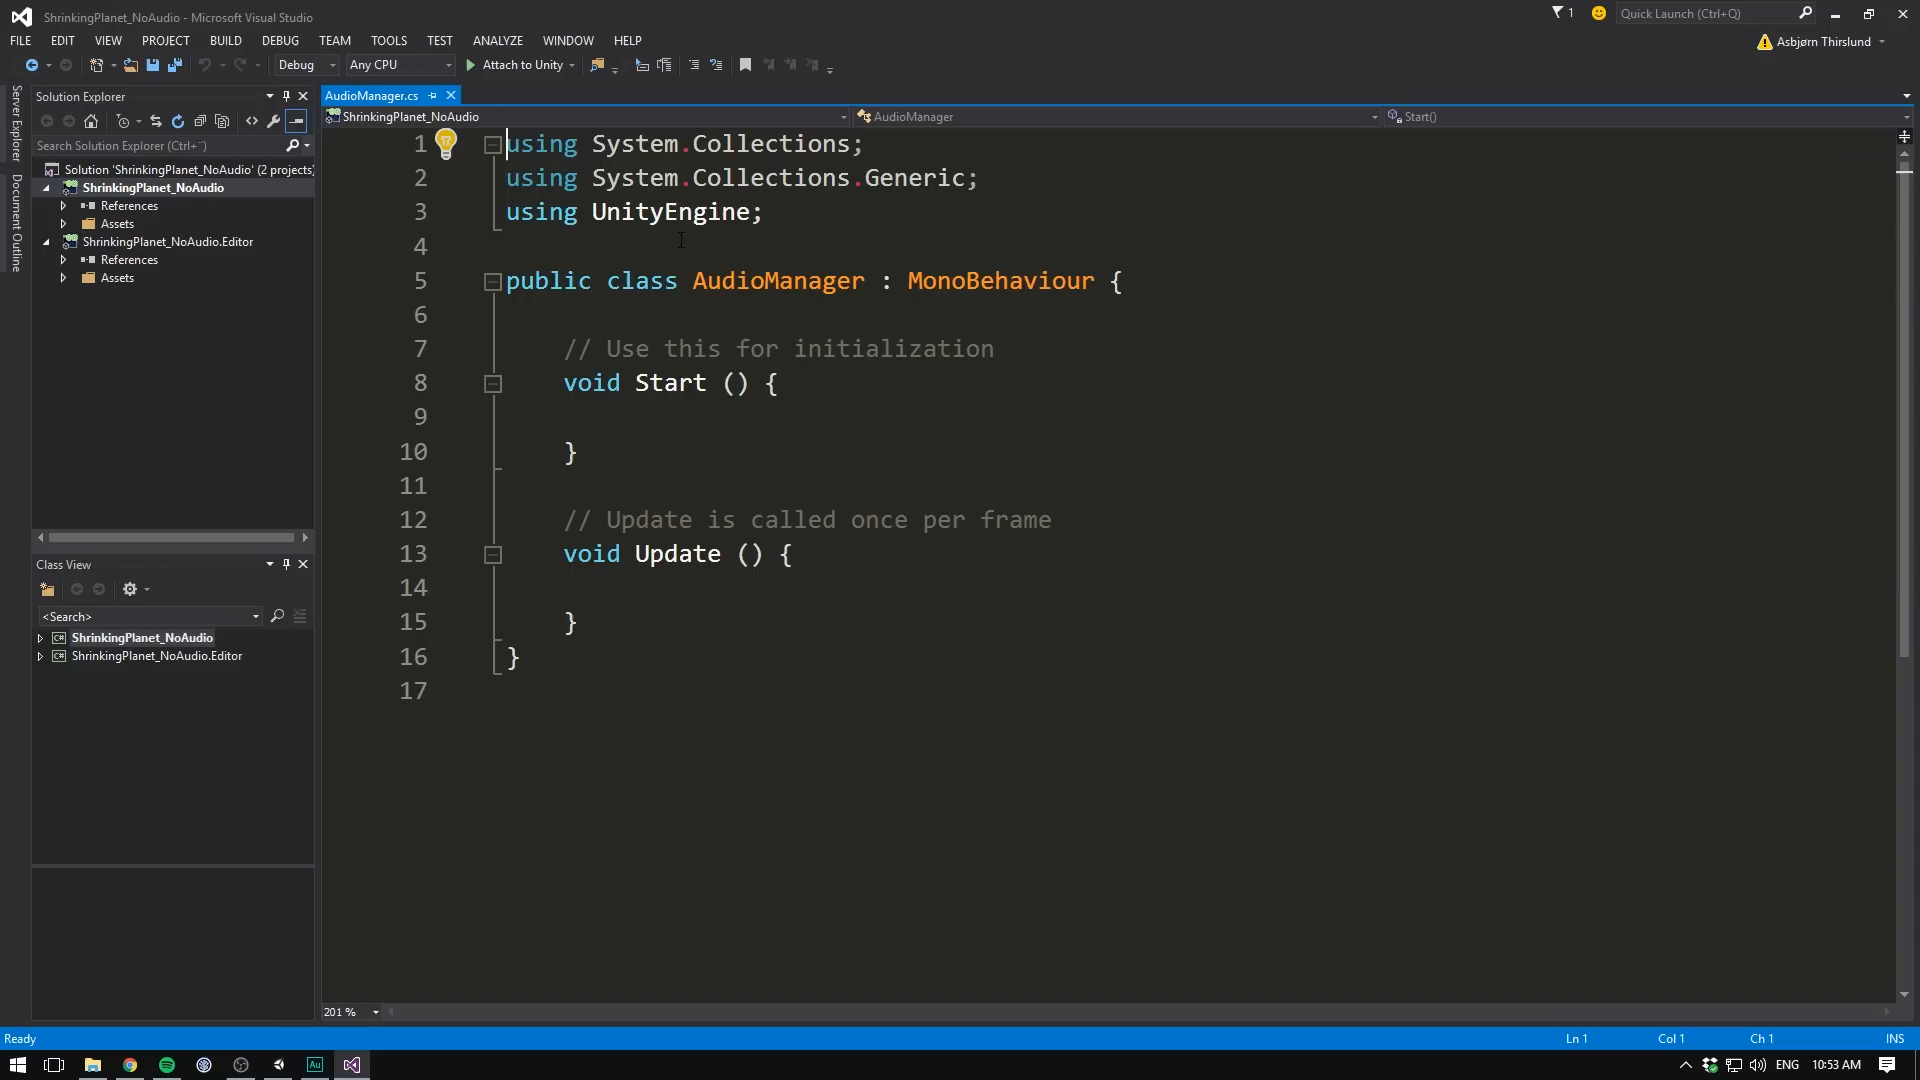 ShrinkingPlanet_NoAudio - Microsoft Visual Studio
1
Quick Launch (Ctrl+Q)
FILE EDIT VIEW PROJECT BUILD DEBUG TEAM TOOLS TEST ANALYZE WINDOW HELP
Asbjørn Thirslund
Debug Any CPU Attach to Unity
Server Explorer
Document Outline
Solution Explorer
Search Solution Explorer (Ctrl+¨)
Solution 'ShrinkingPlanet_NoAudio' (2 projects)
ShrinkingPlanet_NoAudio
References
Assets
ShrinkingPlanet_NoAudio.Editor
References
Assets
Class View
<Search>
ShrinkingPlanet_NoAudio
ShrinkingPlanet_NoAudio.Editor
AudioManager.cs
ShrinkingPlanet_NoAudio AudioManager Start()
1 using System.Collections;
2 using System.Collections.Generic;
3 using UnityEngine;
4
5 public class AudioManager : MonoBehaviour {
6
7 // Use this for initialization
8 void Start () {
9
10 }
11
12 // Update is called once per frame
13 void Update () {
14
15 }
16 }
17
201 %
Ready Ln 1 Col 1 Ch 1 INS
Au ENG 10:53 AM